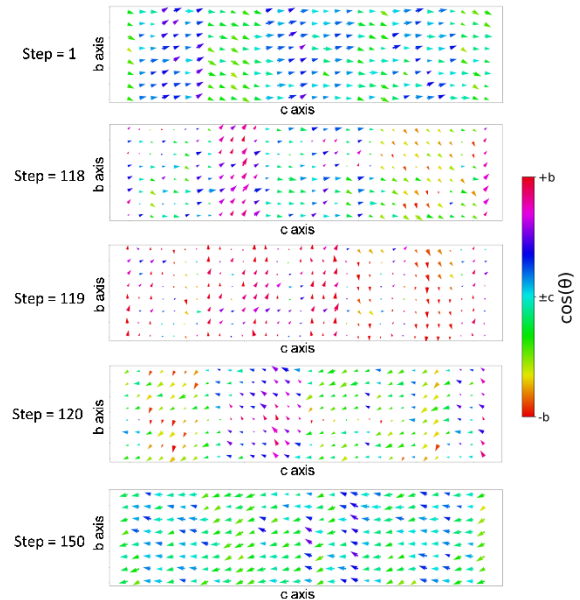 Step = 1
b axis
c axis
Step = 118
b axis
c axis
Step = 119
b axis
c axis
Step = 120
b axis
c axis
Step = 150
b axis
c axis
+b
±c
-b
cos(θ)